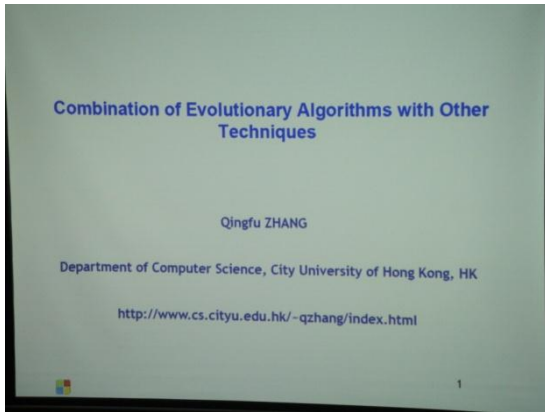 Combination of Evolutionary Algorithms with Other
Techniques
Qingfu ZHANG
Department of Computer Science, City University of Hong Kong, HK
http://www.cs.cityu.edu.hk/~qzhang/index.html
1